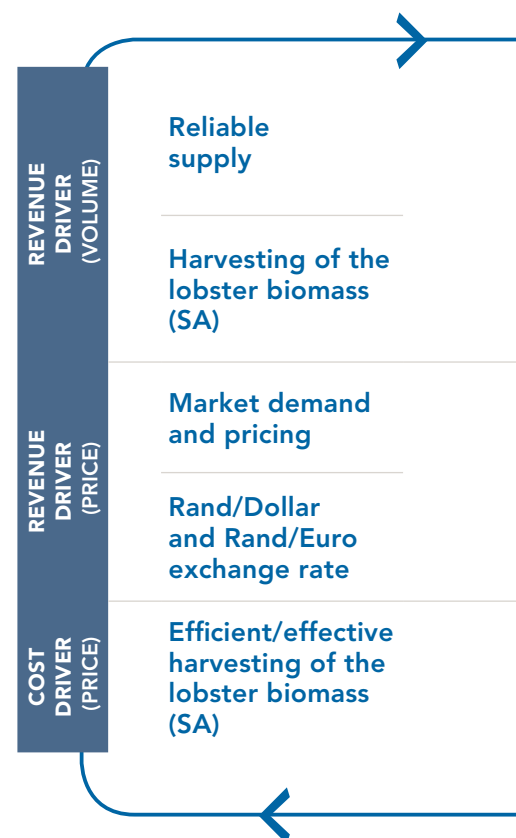 REVENUE
DRIVER
(VOLUME)
Reliable
supply
Harvesting of the
lobster biomass
(SA)
REVENUE
DRIVER
(PRICE)
Market demand
and pricing
Rand/Dollar
and Rand/Euro
exchange rate
COST
DRIVER
(PRICE)
Efficient/effective
harvesting of the
lobster biomass
(SA)